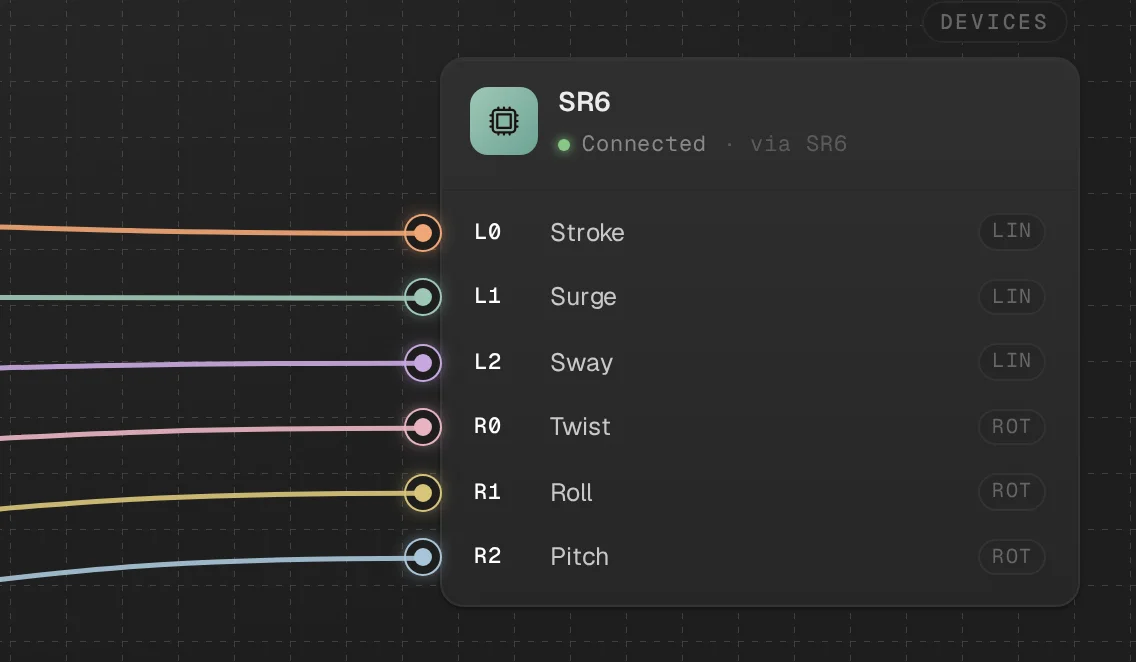 DEVICES
SR6
Connected · via SR6
L0 Stroke LIN
L1 Surge LIN
L2 Sway LIN
R0 Twist ROT
R1 Roll ROT
R2 Pitch ROT